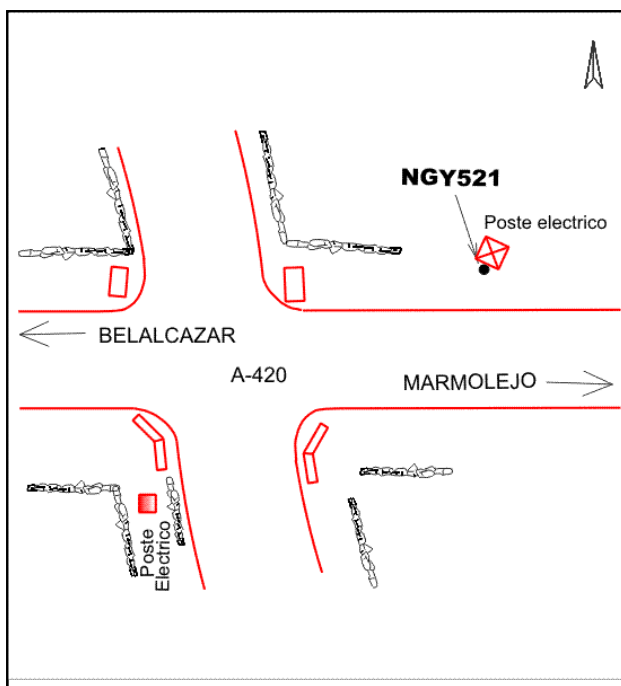 NGY521
Poste electrico
BELALCAZAR
A-420
MARMOLEJO
Poste
Electrico